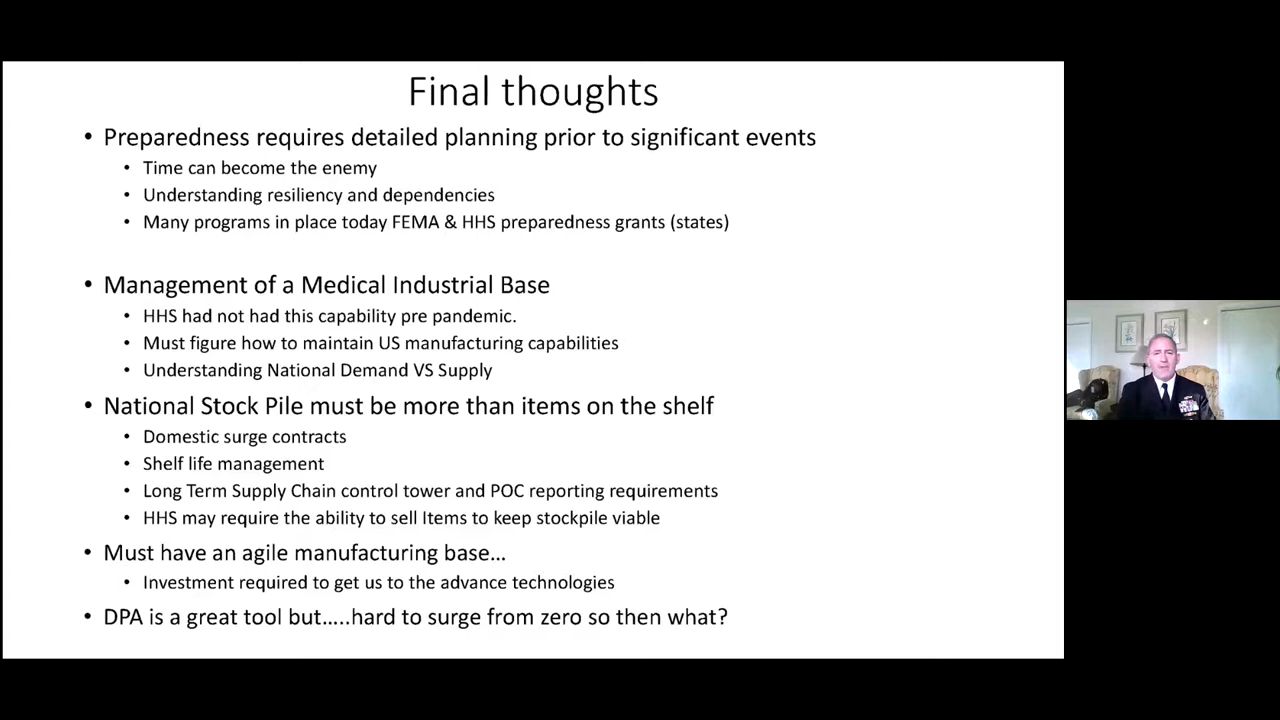 Final thoughts
• Preparedness requires detailed planning prior to significant events
• Time can become the enemy
• Understanding resiliency and dependencies
• Many programs in place today FEMA & HHS preparedness grants (states)
• Management of a Medical Industrial Base
• HHS had not had this capability pre pandemic.
• Must figure how to maintain US manufacturing capabilities
• Understanding National Demand VS Supply
• National Stock Pile must be more than items on the shelf
• Domestic surge contracts
• Shelf life management
• Long Term Supply Chain control tower and POC reporting requirements
• HHS may require the ability to sell Items to keep stockpile viable
• Must have an agile manufacturing base…
• Investment required to get us to the advance technologies
• DPA is a great tool but…..hard to surge from zero so then what?